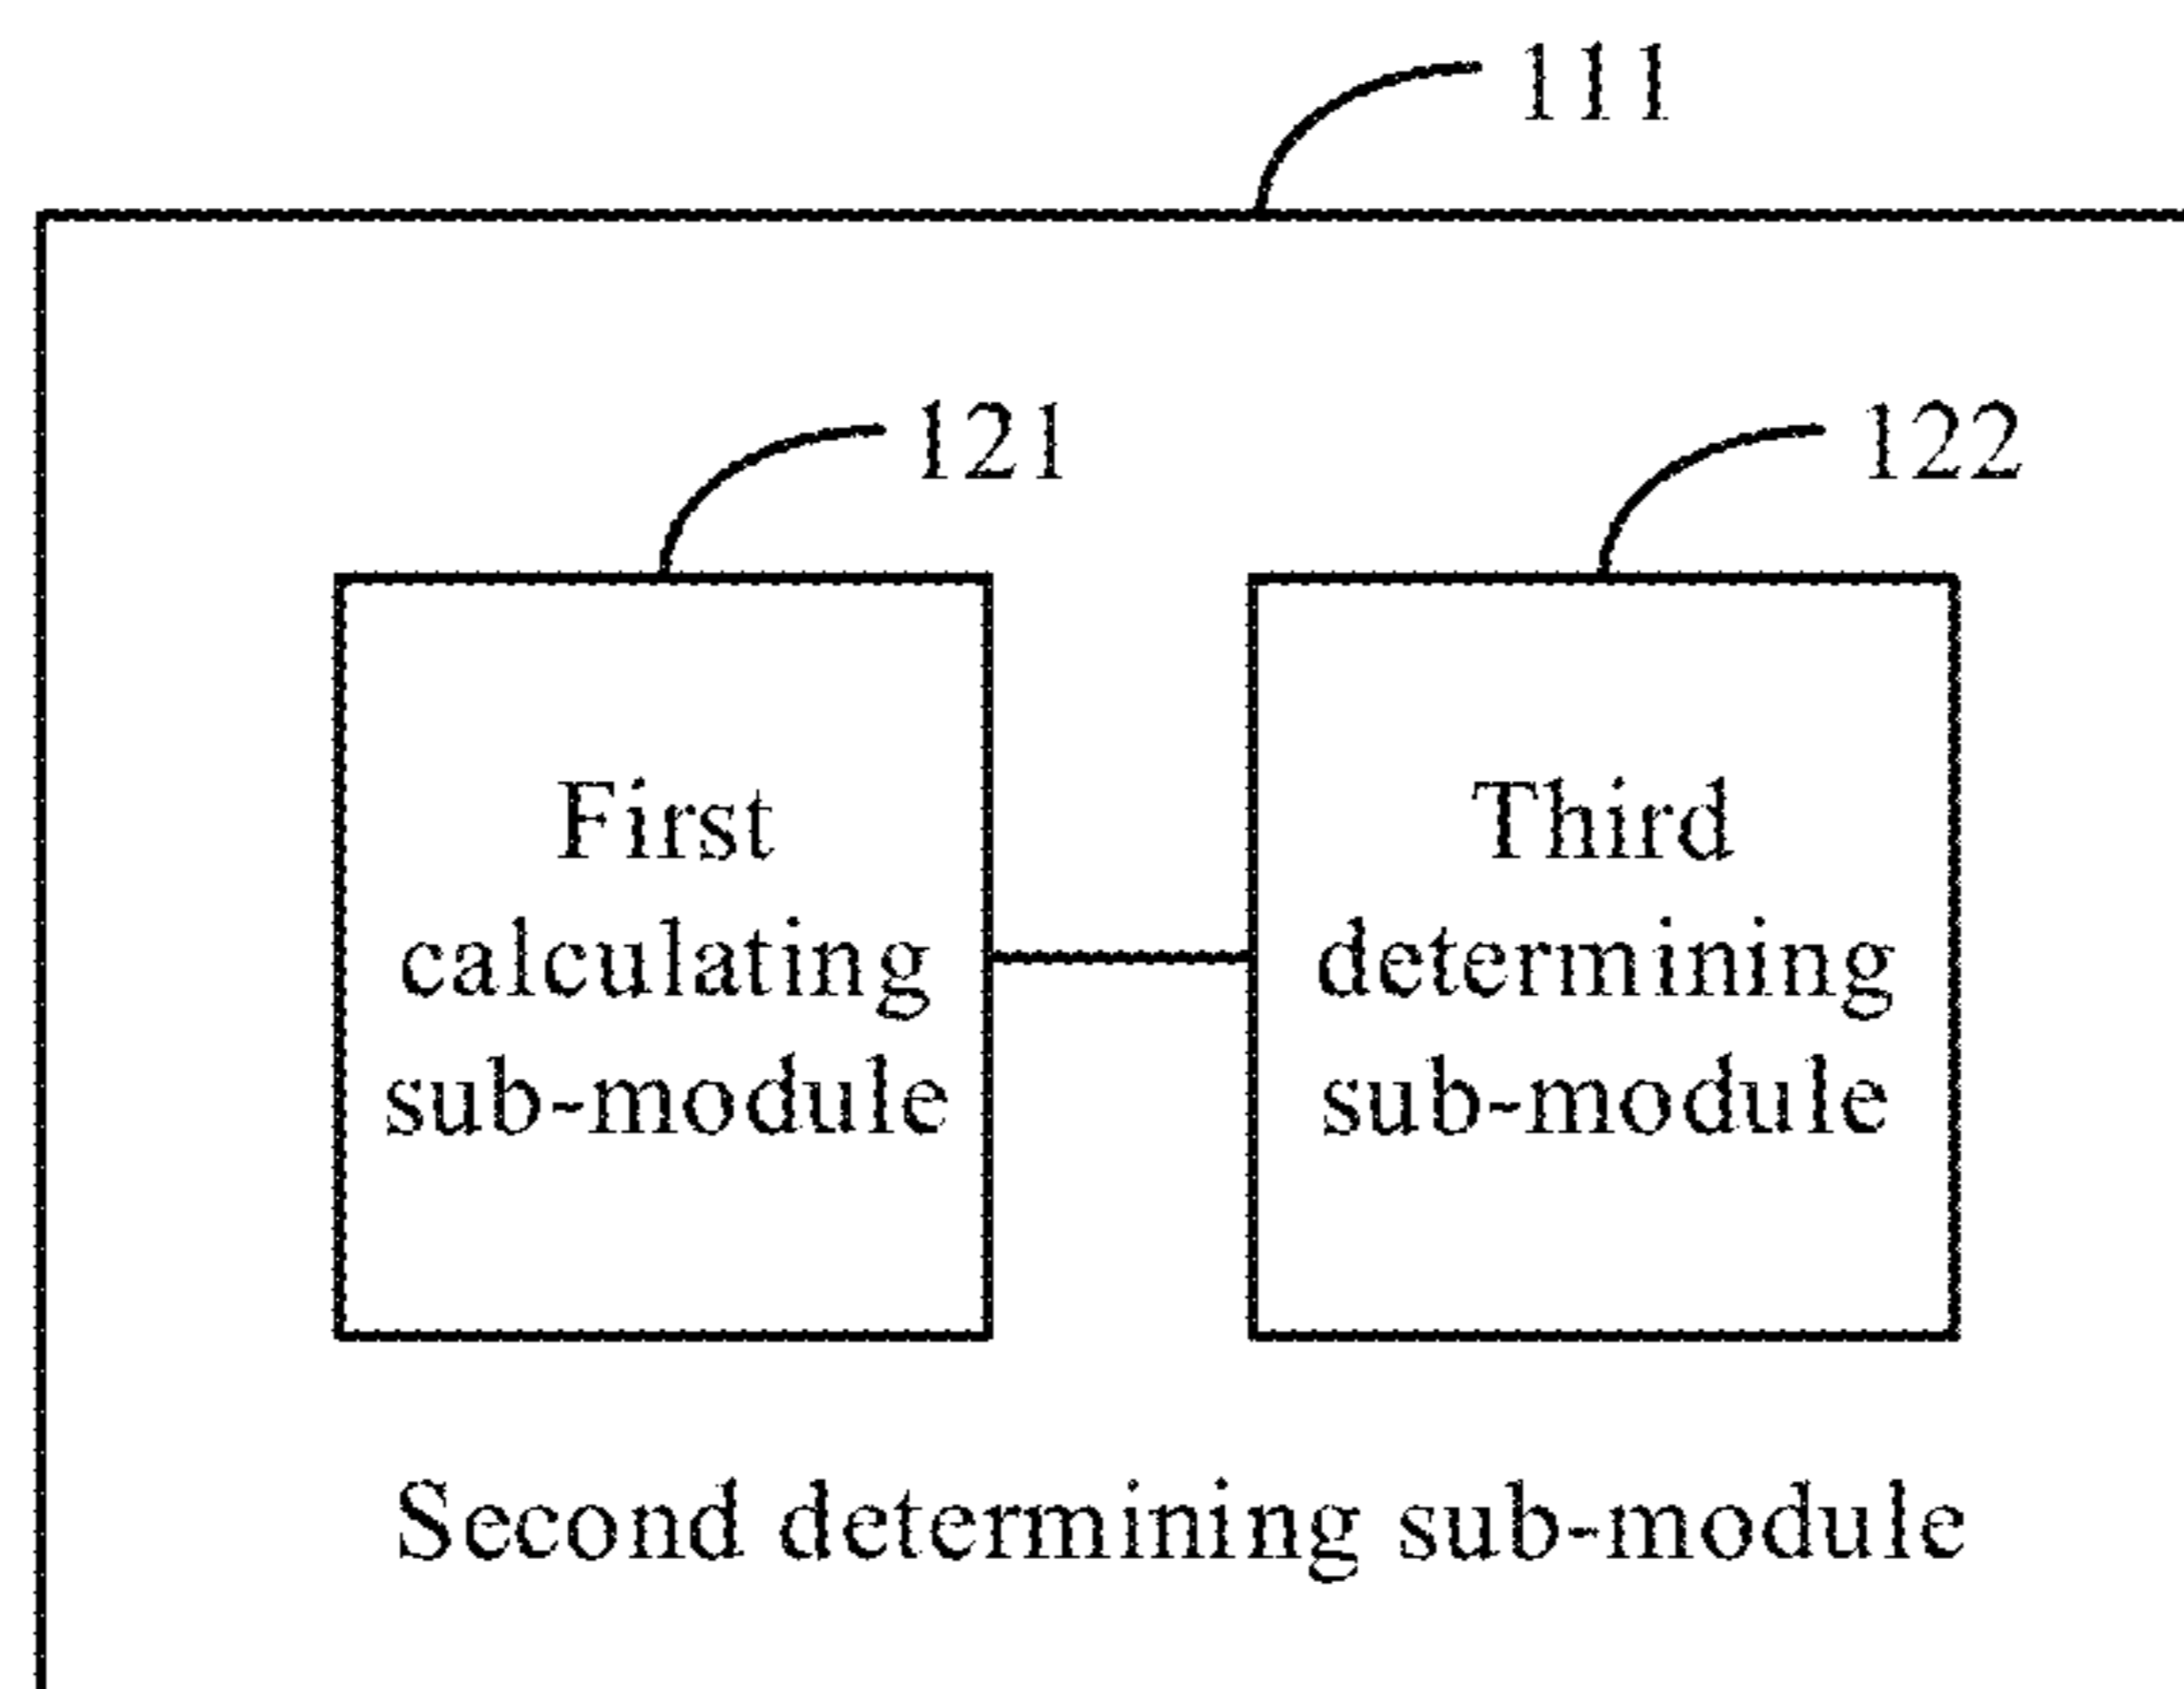 111
121
122
First
calculating
sub-module
Third
determining
sub-module
Second determining sub-module